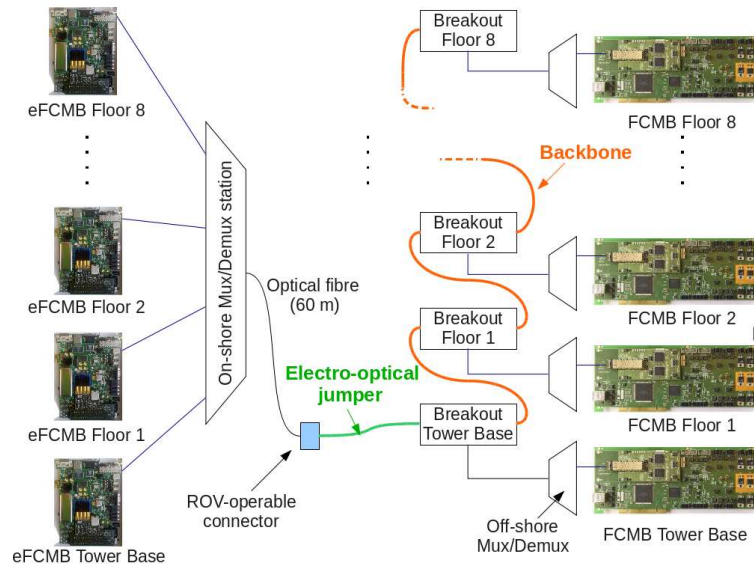 Breakout
Floor 8
eFCMB Floor 8
FCMB Floor 8
On-shore Mux/Demux station
Backbone
Breakout
Floor 2
eFCMB Floor 2
Optical fibre
(60 m)
FCMB Floor 2
Breakout
Floor 1
eFCMB Floor 1
Electro-optical
jumper
FCMB Floor 1
Breakout
Tower Base
ROV-operable
connector
Off-shore
Mux/Demux
eFCMB Tower Base
FCMB Tower Base